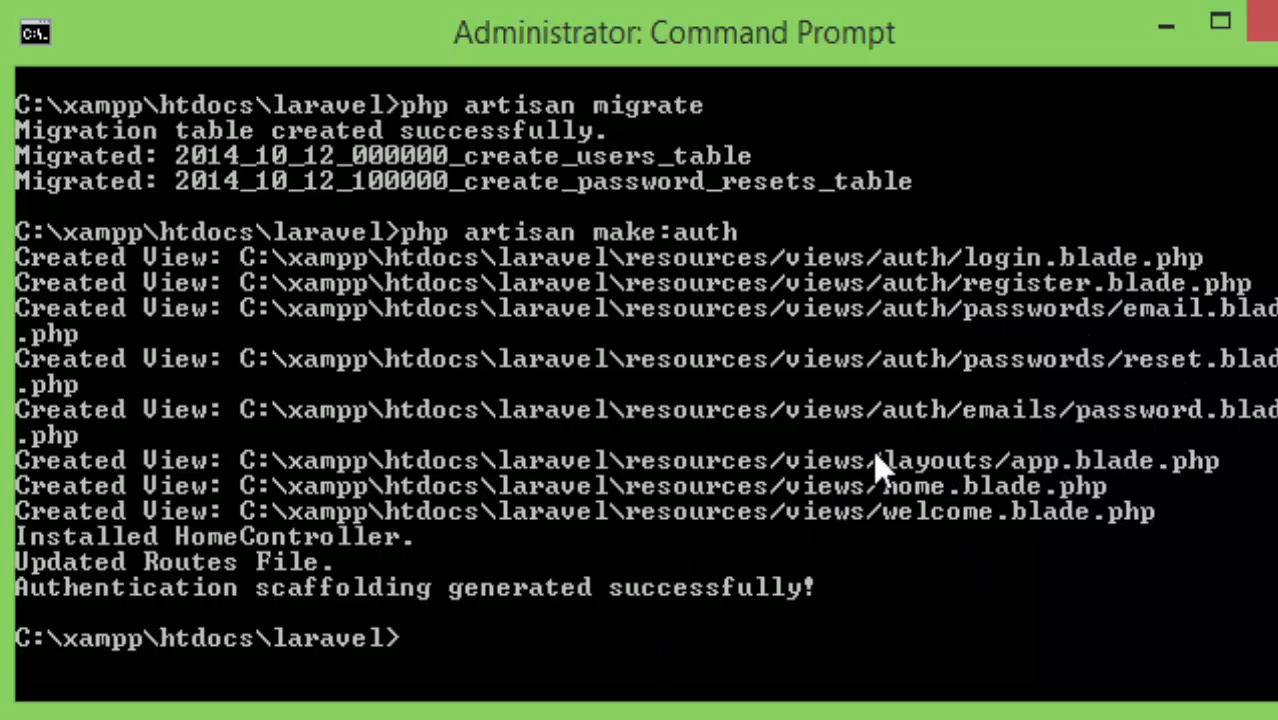 Administrator: Command Prompt
C:\xampp\htdocs\laravel>php artisan migrate
Migration table created successfully.
Migrated: 2014_10_12_000000_create_users_table
Migrated: 2014_10_12_100000_create_password_resets_table
C:\xampp\htdocs\laravel>php artisan make:auth
Created View: C:\xampp\htdocs\laravel\resources/views/auth/login.blade.php
Created View: C:\xampp\htdocs\laravel\resources/views/auth/register.blade.php
Created View: C:\xampp\htdocs\laravel\resources/views/auth/passwords/email.blad
.php
Created View: C:\xampp\htdocs\laravel\resources/views/auth/passwords/reset.blad
.php
Created View: C:\xampp\htdocs\laravel\resources/views/auth/emails/password.blad
.php
Created View: C:\xampp\htdocs\laravel\resources/views/layouts/app.blade.php
Created View: C:\xampp\htdocs\laravel\resources/views/home.blade.php
Created View: C:\xampp\htdocs\laravel\resources/views/welcome.blade.php
Installed HomeController.
Updated Routes File.
Authentication scaffolding generated successfully!
C:\xampp\htdocs\laravel>